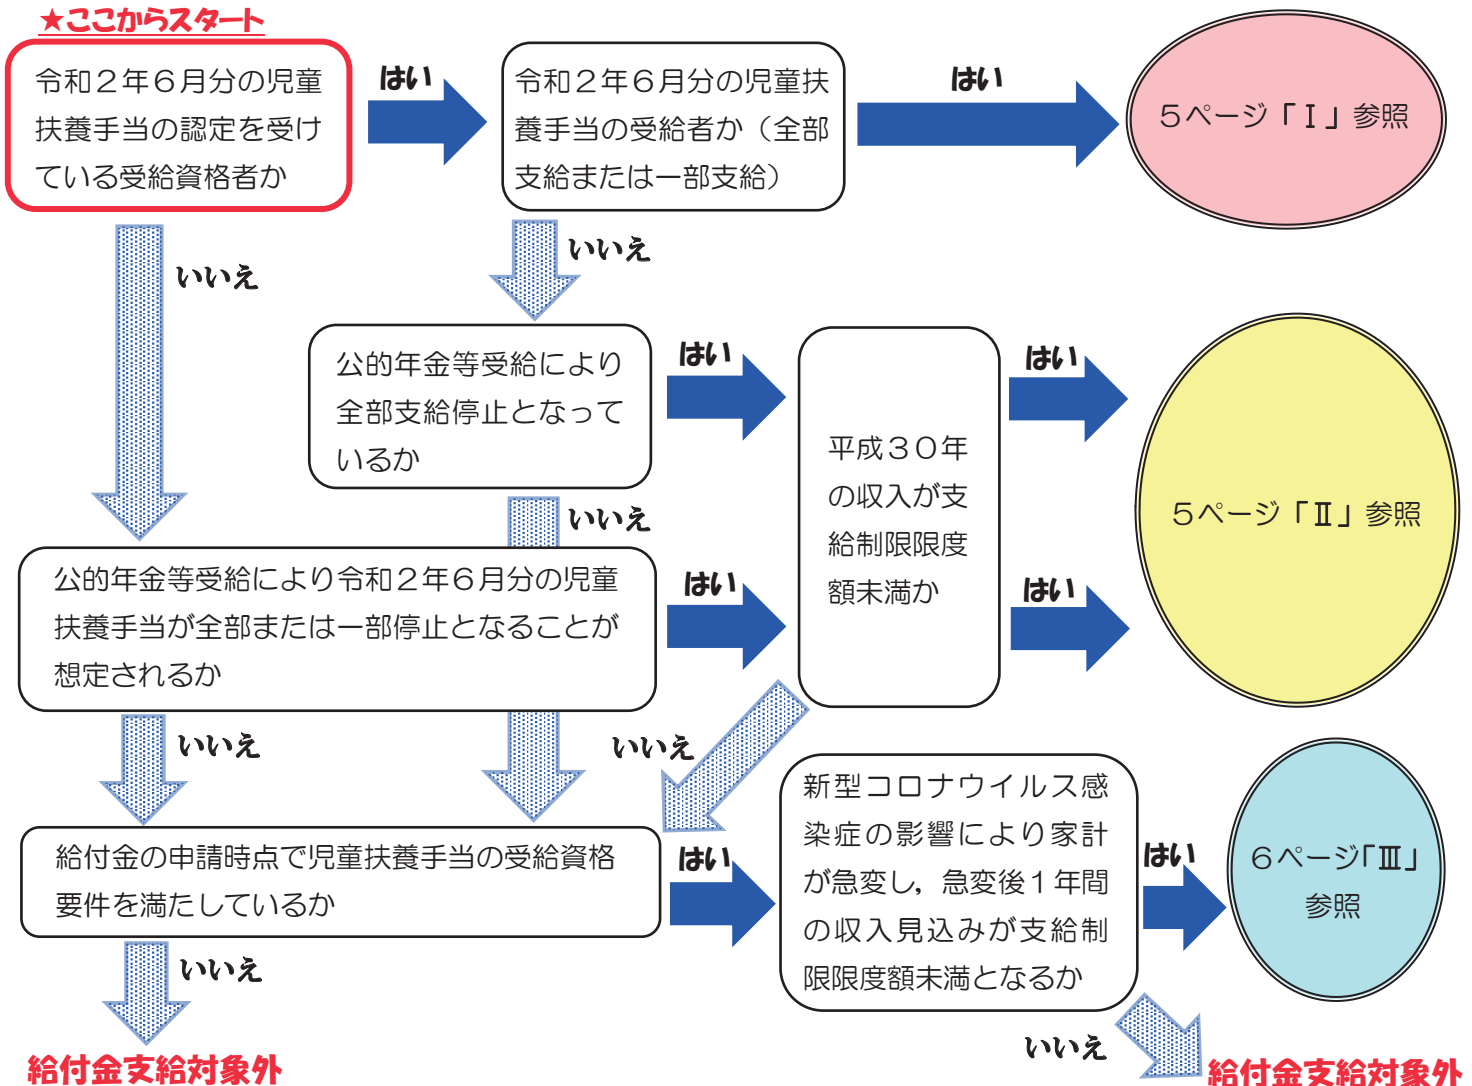 ★ここからスタート
令和２年６月分の児童
扶養手当の認定を受け
ている受給資格者か
はい
令和２年６月分の児童扶
養手当の受給者か（全部
支給または一部支給）
はい
５ページ「Ⅰ」参照
いいえ
いいえ
公的年金等受給により
全部支給停止となって
いるか
はい
平成３０年
の収入が支
給制限限度
額未満か
はい
５ページ「Ⅱ」参照
いいえ
公的年金等受給により令和２年６月分の児童
扶養手当が全部または一部停止となることが
想定されるか
はい
はい
いいえ
いいえ
給付金の申請時点で児童扶養手当の受給資格
要件を満たしているか
はい
新型コロナウイルス感
染症の影響により家計
が急変し，急変後１年間
の収入見込みが支給制
限限度額未満となるか
はい
６ページ「Ⅲ」
参照
いいえ
いいえ
給付金支給対象外
給付金支給対象外